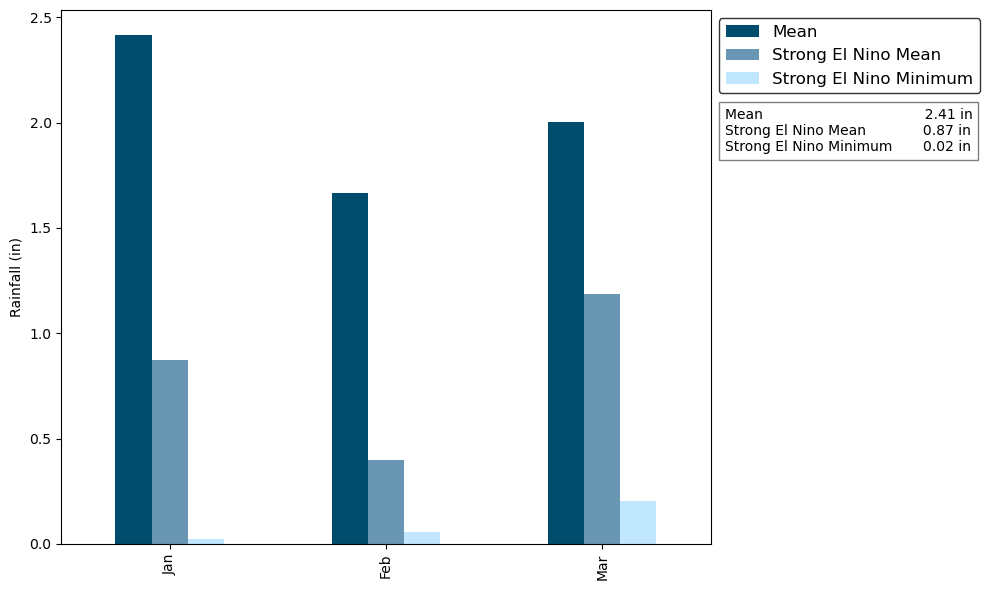 2.5
2.0
1.5
1.0
0.5
0.0
Rainfall (in)
Jan
Feb
Mar
Mean
Strong El Nino Mean
Strong El Nino Minimum
Mean 2.41 in
Strong El Nino Mean 0.87 in
Strong El Nino Minimum 0.02 in